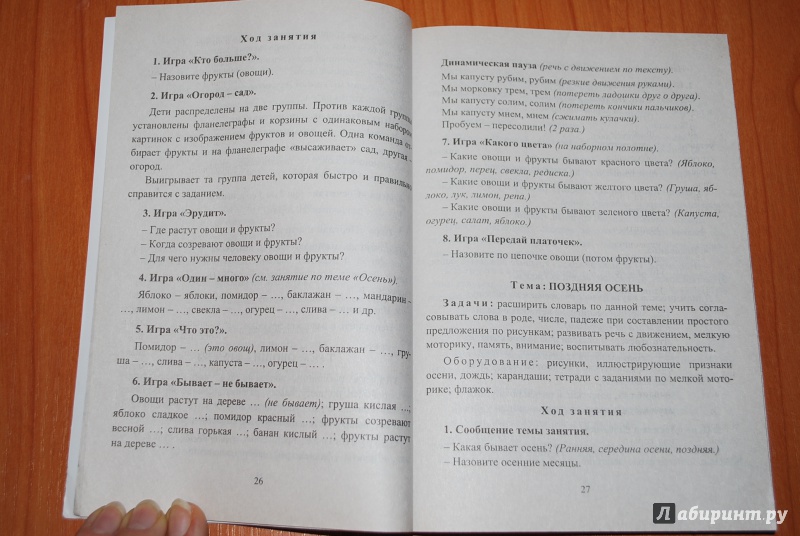 Ход занятия
1. Игра «Кто больше?».
– Назовите фрукты (овощи).
2. Игра «Огород – сад».
Дети распределены на две группы. Против каждой группы
установлены фланелеграфы и корзины с одинаковым набором
картинок с изображением фруктов и овощей. Одна команда от-
бирает фрукты и на фланелеграфе «высаживает» сад, другая –
огород.
Выигрывает та группа детей, которая быстро и правильно
справится с заданием.
3. Игра «Эрудит».
– Где растут овощи и фрукты?
– Когда созревают овощи и фрукты?
– Для чего нужны человеку овощи и фрукты?
4. Игра «Один – много» (см. занятие по теме «Осень»).
Яблоко – яблоки, помидор – …, баклажан – …, мандарин –
…, лимон – …, свекла – …, огурец – …, слива – … и др.
5. Игра «Что это?».
Помидор – … (это овощ), лимон – …, баклажан – …, гру-
ша – …, слива – …, капуста – …, огурец – … .
6. Игра «Бывает – не бывает».
Овощи растут на дереве … (не бывает); груша кислая …;
яблоко сладкое …; помидор красный …; фрукты созревают
весной …; слива горькая …; банан кислый …; фрукты растут
на дереве … .
26
Динамическая пауза (речь с движением по тексту).
Мы капусту рубим, рубим (резкие движения руками).
Мы морковку трем, трем (потереть ладошки друг о друга).
Мы капусту солим, солим (потереть кончики пальчиков).
Мы капусту мнем, мнем (сжимать кулачки).
Пробуем – пересолили! (2 раза.)
7. Игра «Какого цвета» (на наборном полотне).
– Какие овощи и фрукты бывают красного цвета? (Яблоко,
помидор, перец, свекла, редиска.)
– Какие овощи и фрукты бывают желтого цвета? (Груша, яб-
локо, лук, лимон, репа.)
– Какие овощи и фрукты бывают зеленого цвета? (Капуста,
огурец, салат, яблоко.)
8. Игра «Передай платочек».
– Назовите по цепочке овощи (потом фрукты).
Тема: ПОЗДНЯЯ ОСЕНЬ
Задачи: расширить словарь по данной теме; учить согла-
совывать слова в роде, числе, падеже при составлении простого
предложения по рисункам; развивать речь с движением, мелкую
моторику, память, внимание; воспитывать любознательность.
Оборудование: рисунки, иллюстрирующие признаки
осени, дождь; карандаши; тетради с заданиями по мелкой мото-
рике; флажок.
Ход занятия
1. Сообщение темы занятия.
– Какая бывает осень? (Ранняя, середина осени, поздняя.)
– Назовите осенние месяцы.
27
Лабиринт.ру